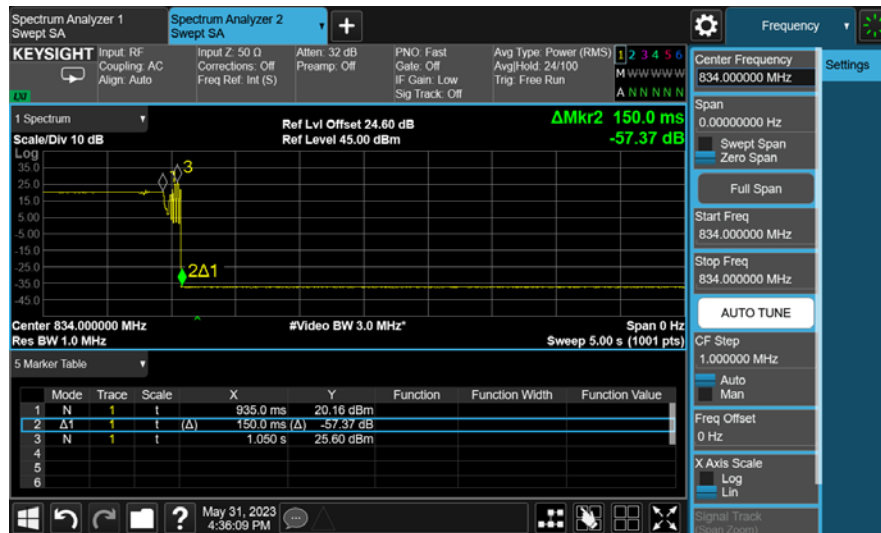 Spectrum Analyzer 1
Swept SA
Spectrum Analyzer 2
Swept SA
+
Frequency
KEYSIGHT
Input: RF
Coupling: AC
Align: Auto
Input Z: 50 Ω
Corrections: Off
Freq Ref: Int (S)
Atten: 32 dB
Preamp: Off
PNO: Fast
Gate: Off
IF Gain: Low
Sig Track: Off
Avg Type: Power (RMS)
Avg|Hold: 24/100
Trig: Free Run
1 2 3 4 5 6
M W W W W W
A N N N N N
LXI
1 Spectrum
Scale/Div 10 dB
Ref Lvl Offset 24.60 dB
Ref Level 45.00 dBm
ΔMkr2 150.0 ms
-57.37 dB
Log
35.0
25.0
15.0
5.00
-5.00
-15.0
-25.0
-35.0
-45.0
3
2Δ1
Center 834.000000 MHz
Res BW 1.0 MHz
#Video BW 3.0 MHz*
Span 0 Hz
Sweep 5.00 s (1001 pts)
5 Marker Table
Mode Trace Scale X Y Function Function Width Function Value
1 N 1 t 935.0 ms 20.16 dBm
2 Δ1 1 t (Δ) 150.0 ms (Δ) -57.37 dB
3 N 1 t 1.050 s 25.60 dBm
4
5
6
?
May 31, 2023
4:36:09 PM
Center Frequency
834.000000 MHz
Settings
Span
0.00000000 Hz
Swept Span
Zero Span
Full Span
Start Freq
834.000000 MHz
Stop Freq
834.000000 MHz
AUTO TUNE
CF Step
1.000000 MHz
Auto
Man
Freq Offset
0 Hz
X Axis Scale
Log
Lin
Signal Track
(Span Zoom)